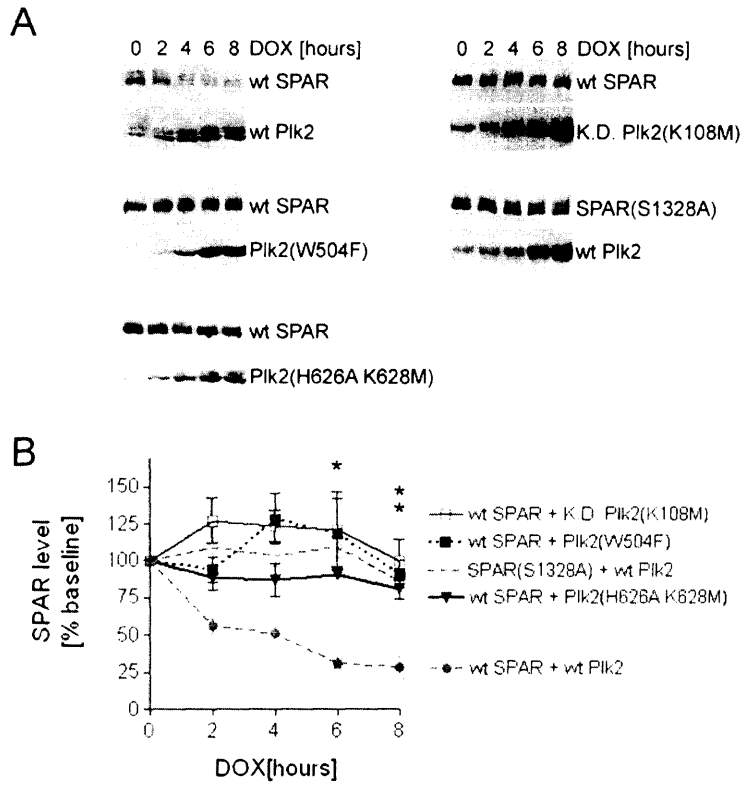 A
0 2 4 6 8 DOX [hours]
wt SPAR
wt Plk2
wt SPAR
Plk2(W504F)
wt SPAR
Plk2(H626A K628M)
0 2 4 6 8 DOX [hours]
wt SPAR
K.D. Plk2(K108M)
SPAR(S1328A)
wt Plk2
B
SPAR level
[% baseline]
150
125
100
75
50
25
0
0 2 4 6 8
DOX[hours]
*
*
*
wt SPAR + K.D. Plk2(K108M)
wt SPAR + Plk2(W504F)
SPAR(S1328A) + wt Plk2
wt SPAR + Plk2(H626A K628M)
wt SPAR + wt Plk2